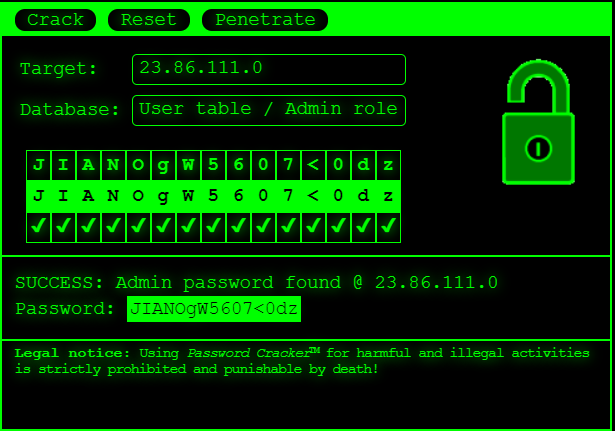 Crack Reset Penetrate
Target: 23.86.111.0
Database: User table / Admin role
J I A N O g W 5 6 0 7 < 0 d z
J I A N O g W 5 6 0 7 < 0 d z
✓ ✓ ✓ ✓ ✓ ✓ ✓ ✓ ✓ ✓ ✓ ✓ ✓ ✓ ✓
SUCCESS: Admin password found @ 23.86.111.0
Password: JIANOgW5607<0dz
Legal notice: Using Password Cracker™ for harmful and illegal activities
is strictly prohibited and punishable by death!